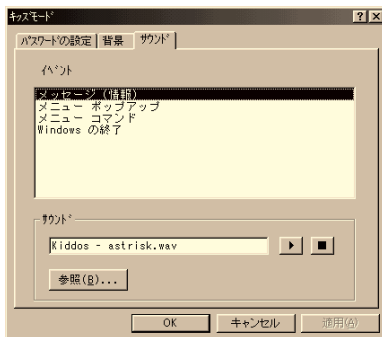 ｷｯｽﾞﾓｰﾄﾞ
ﾊﾟｽﾜｰﾄﾞの設定 背景 ｻｳﾝﾄﾞ
ｲﾍﾞﾝﾄ
メッセージ (情報)
メニュー ポップアップ
メニュー コマンド
Windows の終了
ｻｳﾝﾄﾞ
Kiddos - astrisk.wav
参照(B)...
OK キャンセル 適用(A)